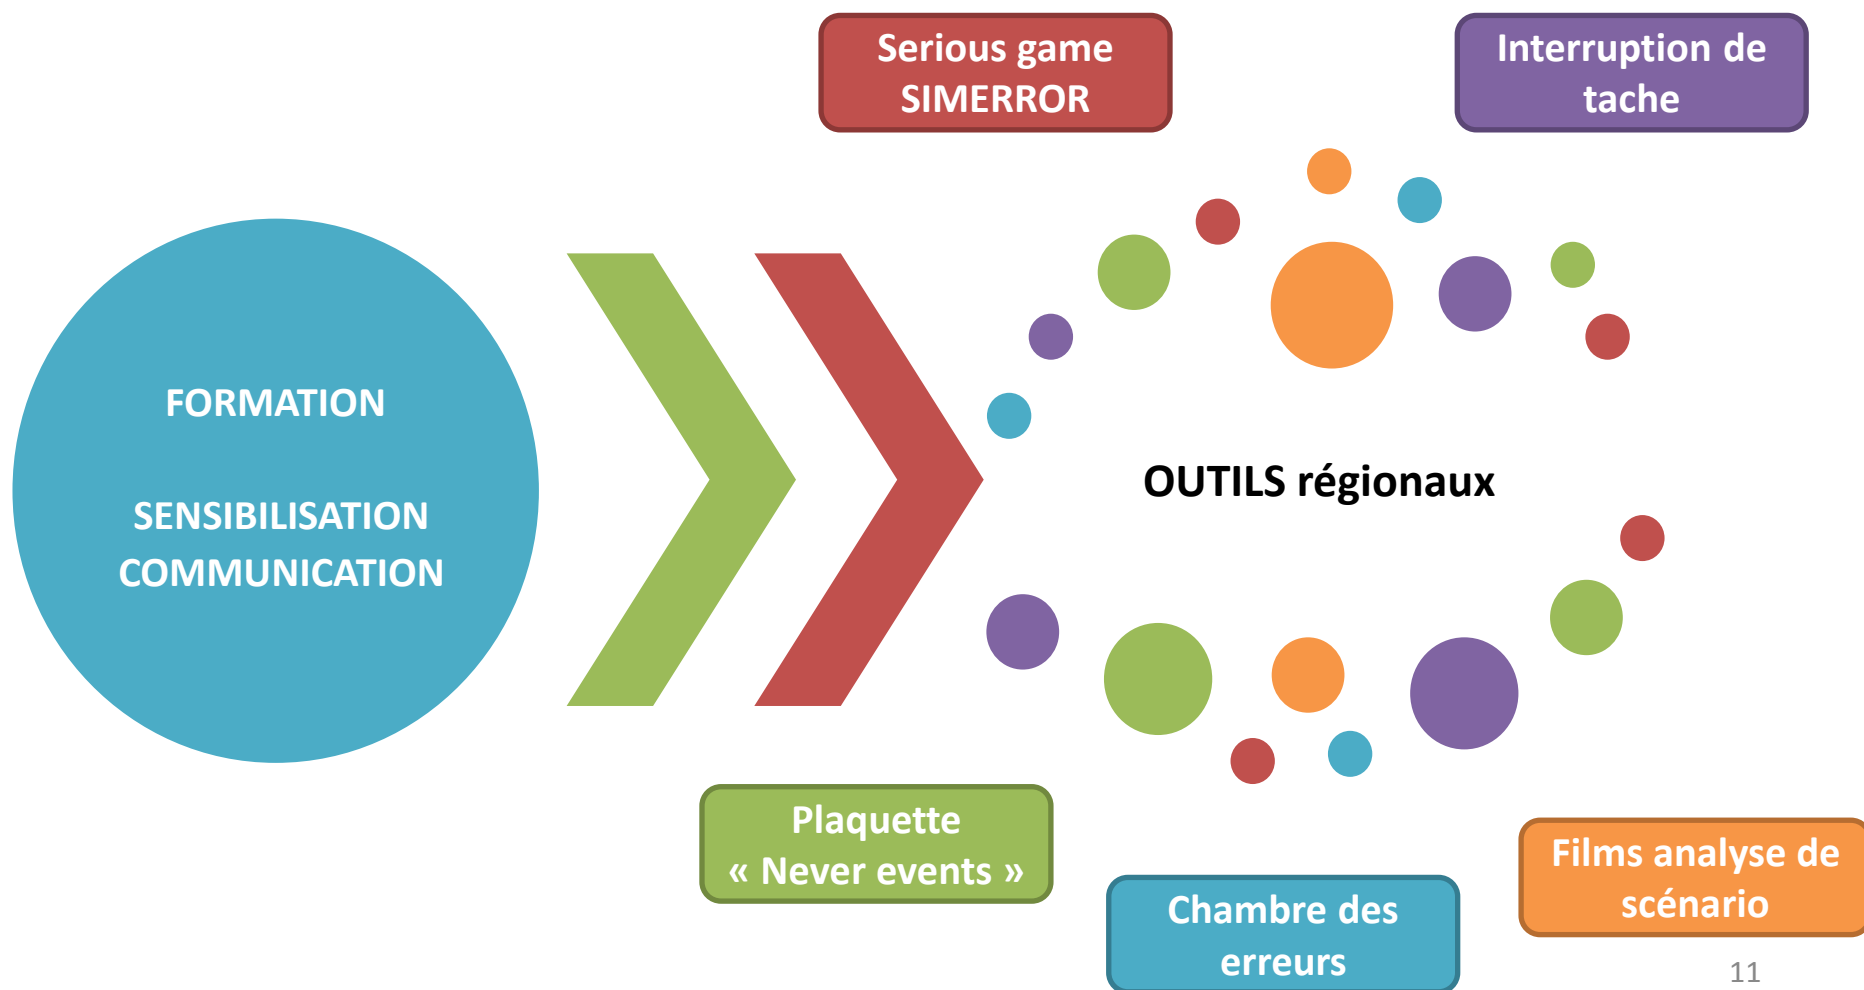 Serious game
SIMERROR
Interruption de
tache
FORMATION
SENSIBILISATION
COMMUNICATION
OUTILS régionaux
Plaquette
« Never events »
Chambre des
erreurs
Films analyse de
scénario
11